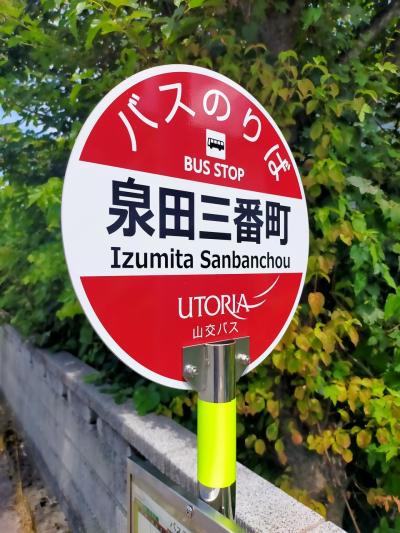 バスのりば
BUS STOP
泉田三番町
Izumita Sanbanchou
UTORIA
山交バス